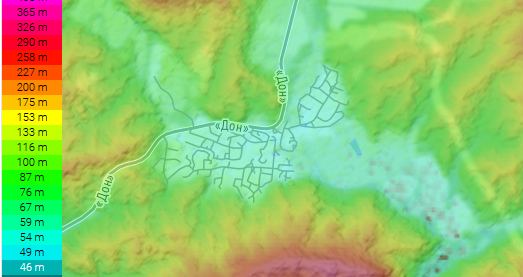 365 m
326 m
290 m
258 m
227 m
200 m
175 m
153 m
133 m
116 m
100 m
87 m
76 m
67 m
59 m
54 m
49 m
46 m
«Дон»
«Дон»
«Дон»